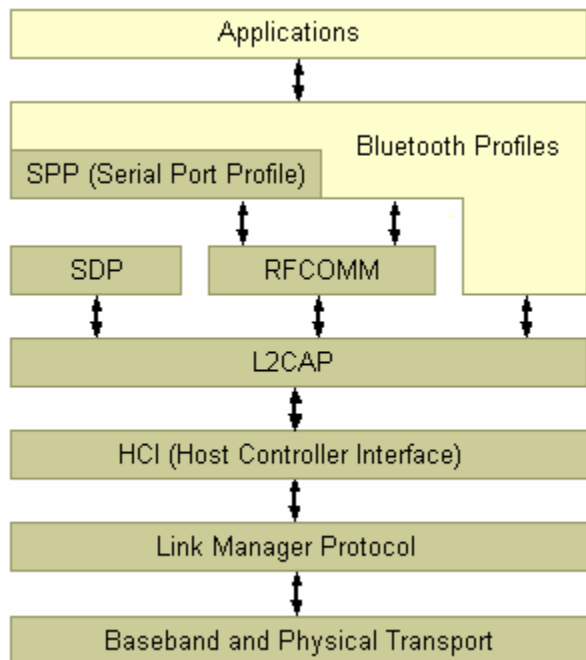 Applications
Bluetooth Profiles
SPP (Serial Port Profile)
SDP
RFCOMM
L2CAP
HCI (Host Controller Interface)
Link Manager Protocol
Baseband and Physical Transport